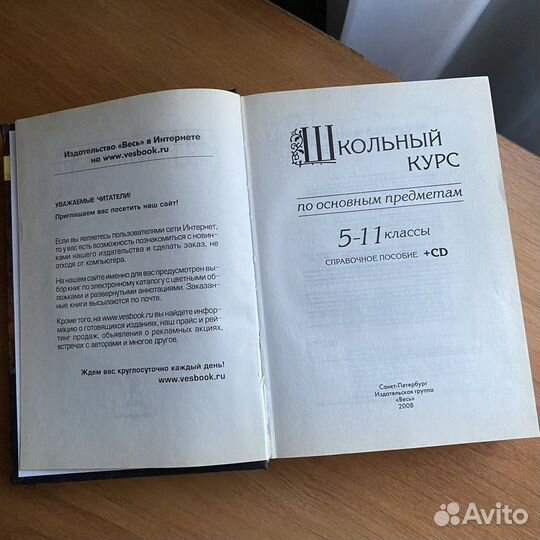 Издательство «Весь» в Интернете
на www.vesbook.ru
УВАЖАЕМЫЕ ЧИТАТЕЛИ!
Приглашаем вас посетить наш сайт!
Если вы являетесь пользователями сети Интернет,
то у вас есть возможность познакомиться с новин-
ками нашего издательства и сделать заказ, не
отходя от компьютера.
На нашем сайте именно для вас предусмотрен вы-
бор книг по электронному каталогу с цветными об-
ложками и развернутыми аннотациями. Заказан-
ные книги высылаются по почте.
Кроме того, на www.vesbook.ru вы найдете инфор-
мацию о готовящихся изданиях, наш прайс и рей-
тинг продаж, объявления о рекламных акциях,
встречах с авторами и многое другое.
Ждем вас круглосуточно каждый день!
www.vesbook.ru
ШКОЛЬНЫЙ
КУРС
по основным предметам
5-11 классы
СПРАВОЧНОЕ ПОСОБИЕ +CD
Санкт-Петербург
Издательская группа
«Весь»
2008
Avito